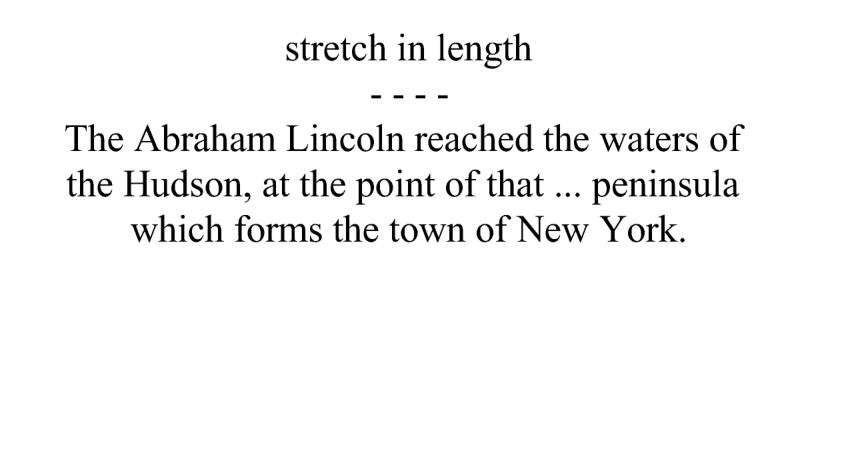 stretch in length
- - - -
The Abraham Lincoln reached the waters of
the Hudson, at the point of that ... peninsula
which forms the town of New York.